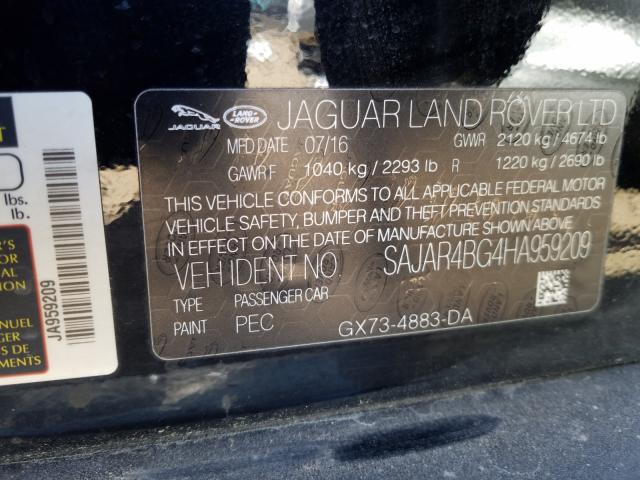 JAGUAR LAND ROVER JAGUAR LAND ROVER LTD
MFD DATE 07/16 GWR 2120 kg / 4674 lb
GAWR F 1040 kg / 2293 lb R 1220 kg / 2690 lb
THIS VEHICLE CONFORMS TO ALL APPLICABLE FEDERAL MOTOR
VEHICLE SAFETY, BUMPER AND THEFT PREVENTION STANDARDS
IN EFFECT ON THE DATE OF MANUFACTURE SHOWN ABOVE.
VEH IDENT NO SAJAR4BG4HA959209
TYPE PASSENGER CAR
PAINT PEC GX73-4883-DA
lbs.
lb.
JA959209
MANUEL
DANGER
DE